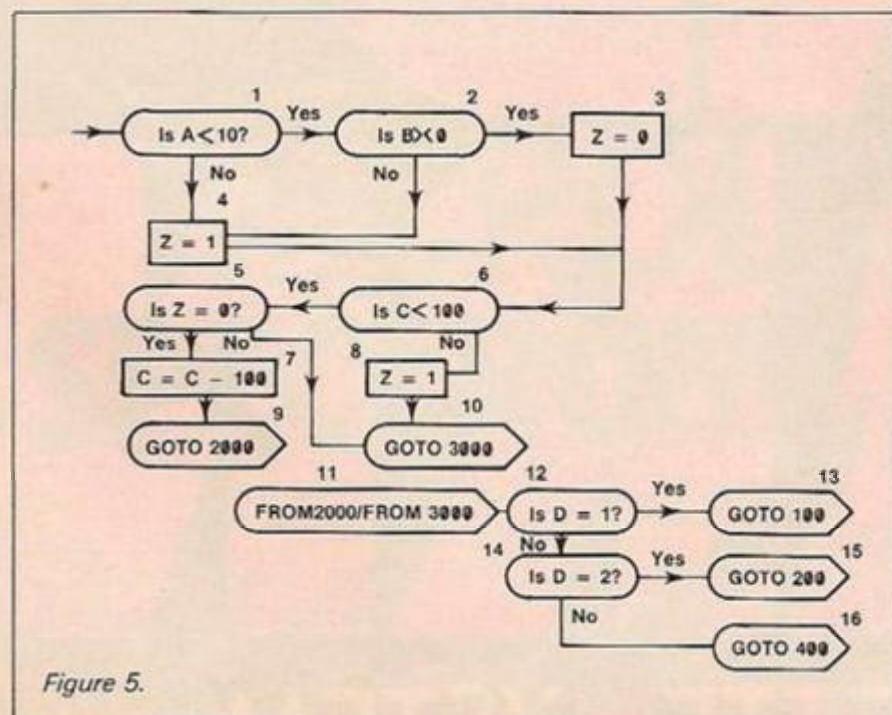 1 Yes 2 Yes 3
Is A<10? Is B><0 Z = 0
No No
4
Z = 1
5 Yes 6
Is Z = 0? Is C<100
Yes No 7 8 No
C = C - 100 Z = 1
9 10
GOTO 2000 GOTO 3000
11 12 Yes 13
FROM2000/FROM 3000 Is D = 1? GOTO 100
14 No Yes 15
Is D = 2? GOTO 200
No 16
GOTO 400
Figure 5.